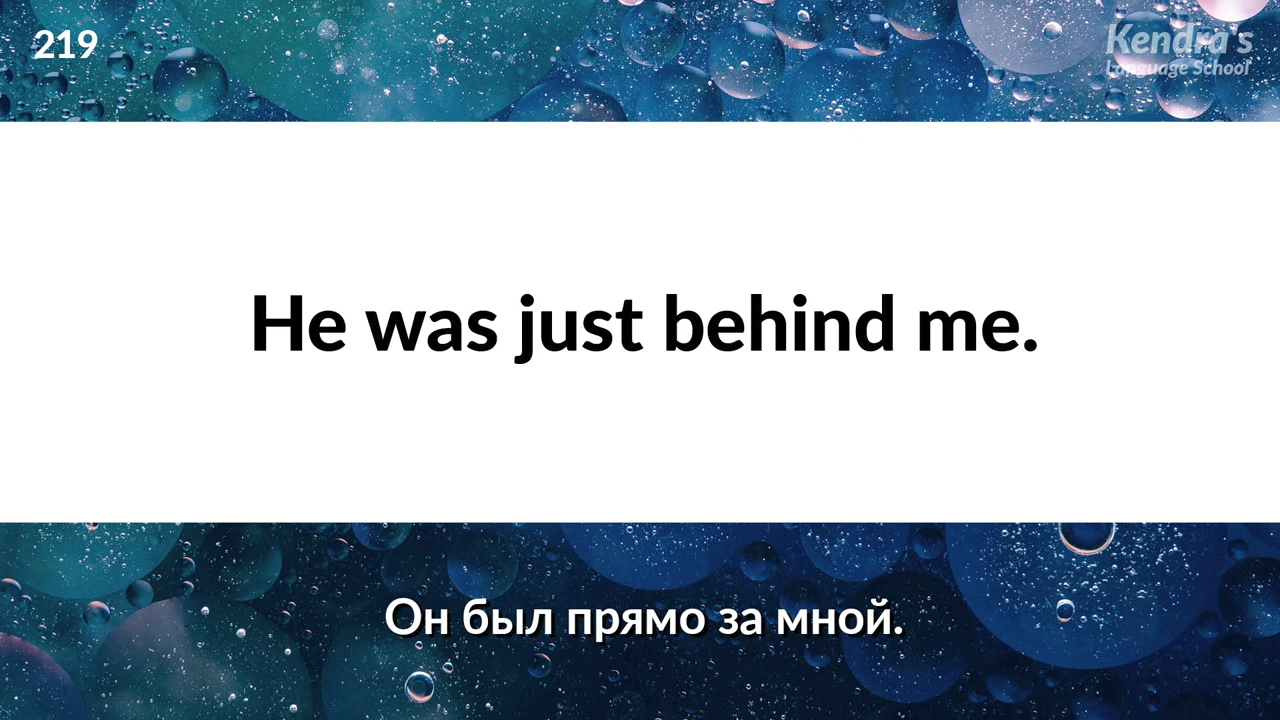 219
Kendra's
Language School
He was just behind me.
Он был прямо за мной.